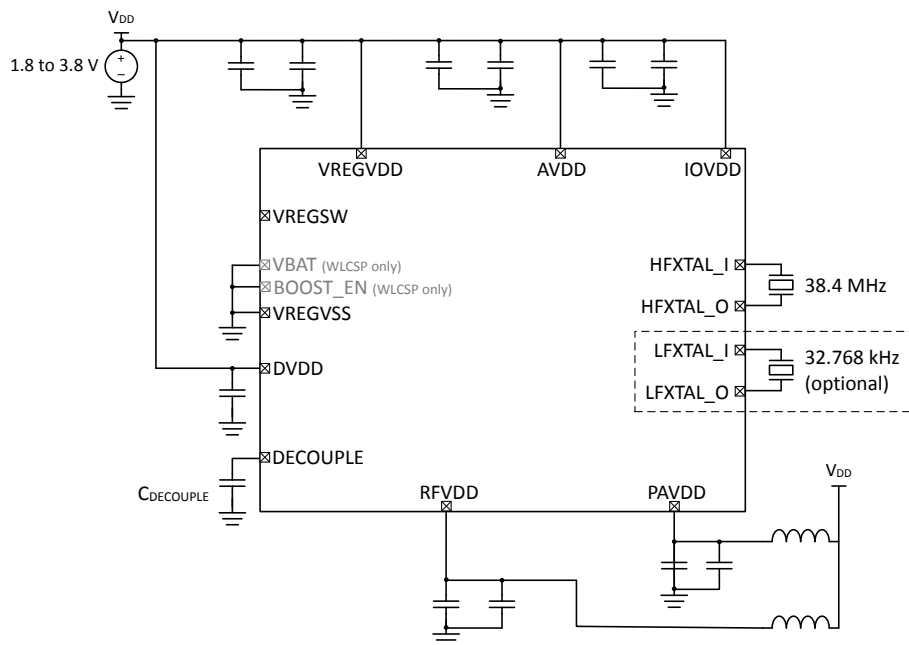 VDD
1.8 to 3.8 V
+
−
VREGVDD
AVDD
IOVDD
VREGSW
VBAT (WLCSP only)
BOOST_EN (WLCSP only)
VREGVSS
DVDD
DECOUPLE
CDECOUPLE
HFXTAL_I
38.4 MHz
HFXTAL_O
LFXTAL_I
32.768 kHz
(optional)
LFXTAL_O
RFVDD
PAVDD
VDD